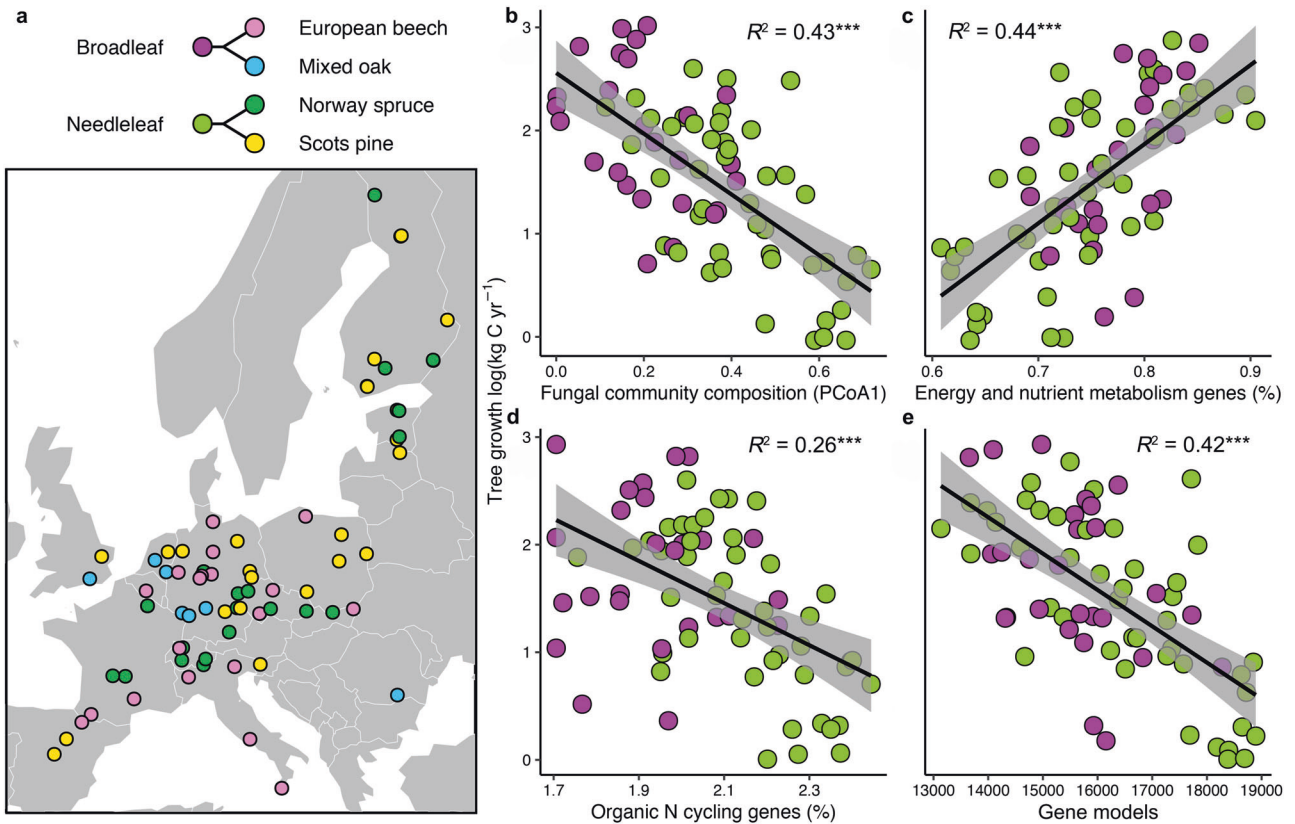 a
Broadleaf
European beech
Mixed oak
Needleleaf
Norway spruce
Scots pine
Tree growth log(kg C yr⁻¹)
b
R² = 0.43***
3
2
1
0
0.0 0.2 0.4 0.6
Fungal community composition (PCoA1)
c
R² = 0.44***
0.6 0.7 0.8 0.9
Energy and nutrient metabolism genes (%)
d
R² = 0.26***
3
2
1
0
1.7 1.9 2.1 2.3
Organic N cycling genes (%)
e
R² = 0.42***
13000 14000 15000 16000 17000 18000 19000
Gene models